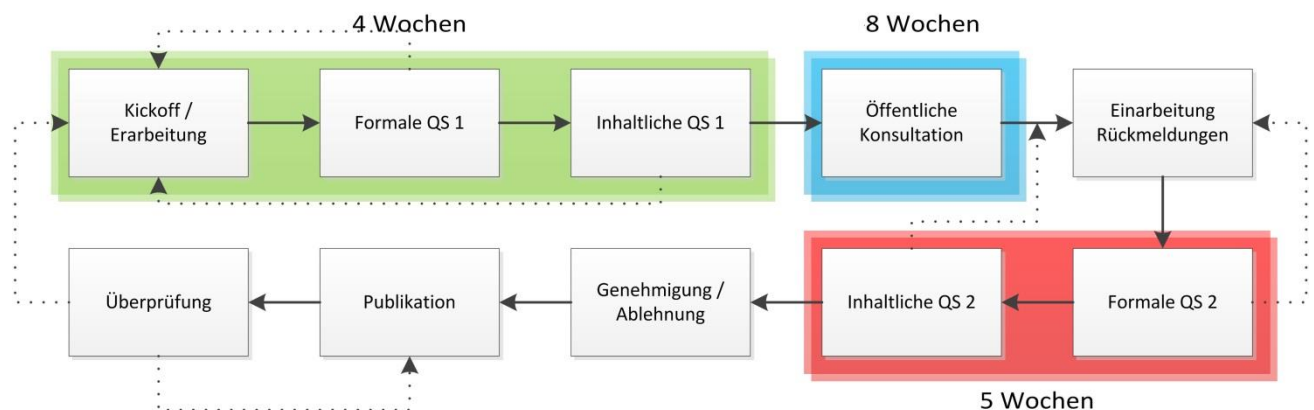 4 Wochen
8 Wochen
Kickoff /
Erarbeitung
Formale QS 1
Inhaltliche QS 1
Öffentliche
Konsultation
Einarbeitung
Rückmeldungen
Überprüfung
Publikation
Genehmigung /
Ablehnung
Inhaltliche QS 2
Formale QS 2
5 Wochen